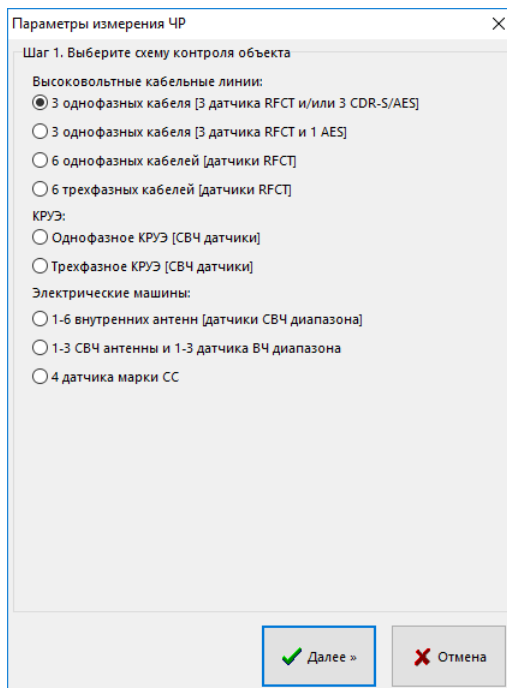 Параметры измерения ЧР
Шаг 1. Выберите схему контроля объекта
Высоковольтные кабельные линии:
3 однофазных кабеля [3 датчика RFCT и/или 3 CDR-S/AES]
3 однофазных кабеля [3 датчика RFCT и 1 AES]
6 однофазных кабелей [датчики RFCT]
6 трехфазных кабелей [датчики RFCT]
КРУЭ:
Однофазное КРУЭ [СВЧ датчики]
Трехфазное КРУЭ [СВЧ датчики]
Электрические машины:
1-6 внутренних антенн [датчики СВЧ диапазона]
1-3 СВЧ антенны и 1-3 датчика ВЧ диапазона
4 датчика марки СС
Далее »
Отмена